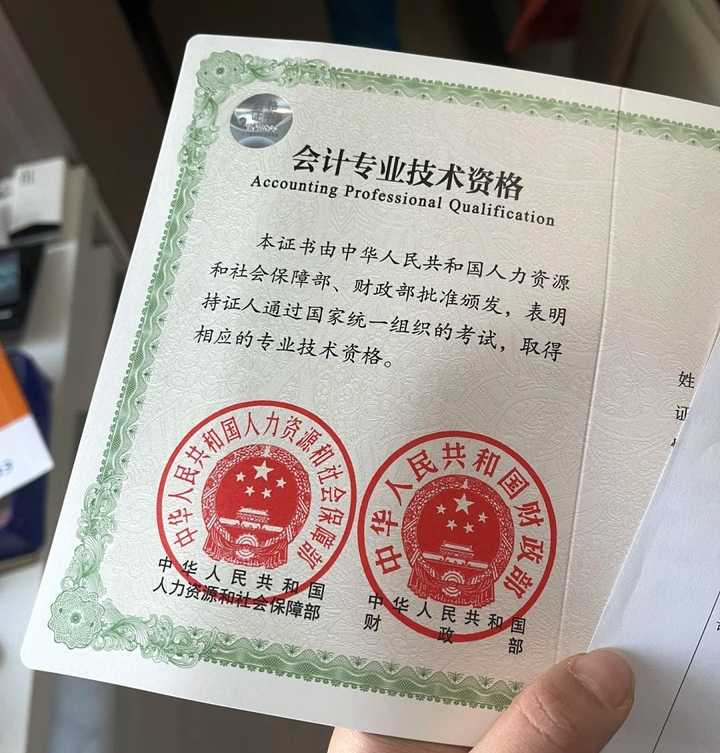 会计专业技术资格
Accounting Professional Qualification
本证书由中华人民共和国人力资源
和社会保障部、财政部批准颁发，表明
持证人通过国家统一组织的考试，取得
相应的专业技术资格。
中华人民共和国人力资源和社会保障部
中华人民共和国财政部
中华人民共和国
人力资源和社会保障部
中华人民共和国
财政部
姓
证